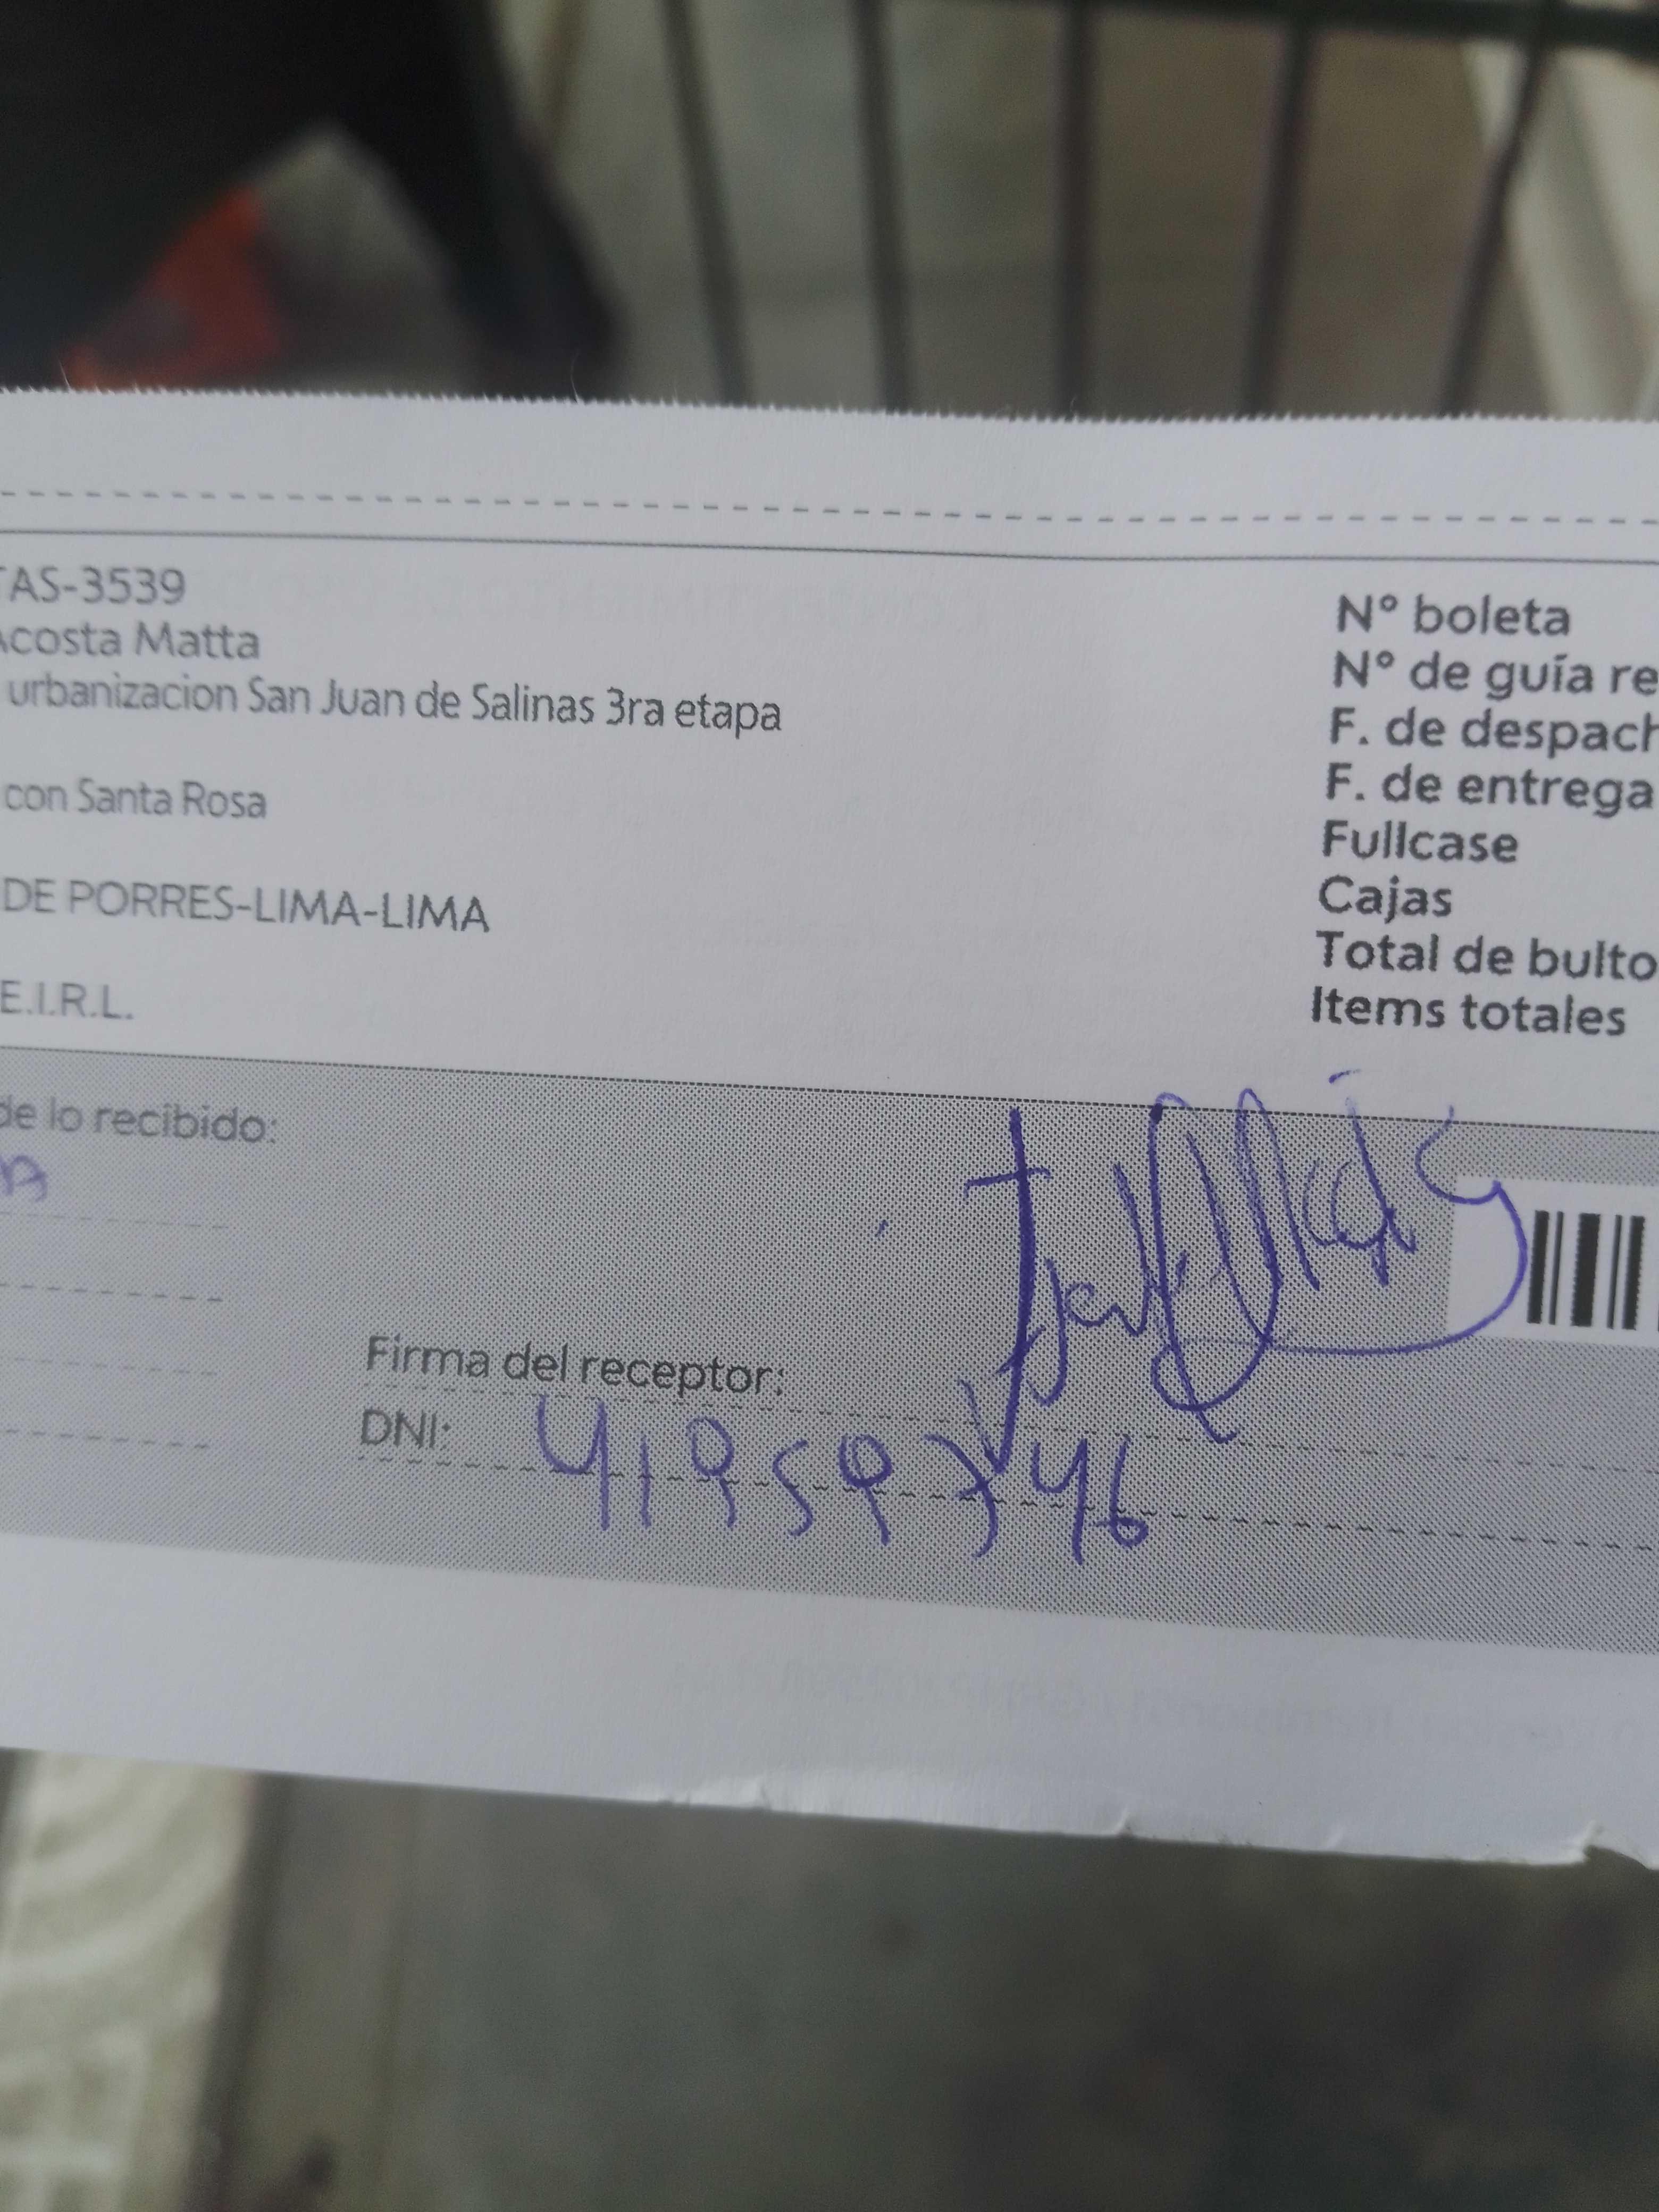 TAS-3539
Acosta Matta
urbanizacion San Juan de Salinas 3ra etapa
con Santa Rosa
DE PORRES-LIMA-LIMA
E.I.R.L.
N° boleta
N° de guía re
F. de despach
F. de entrega
Fullcase
Cajas
Total de bulto
Items totales
de lo recibido:
Firma del receptor:
DNI: 41959746